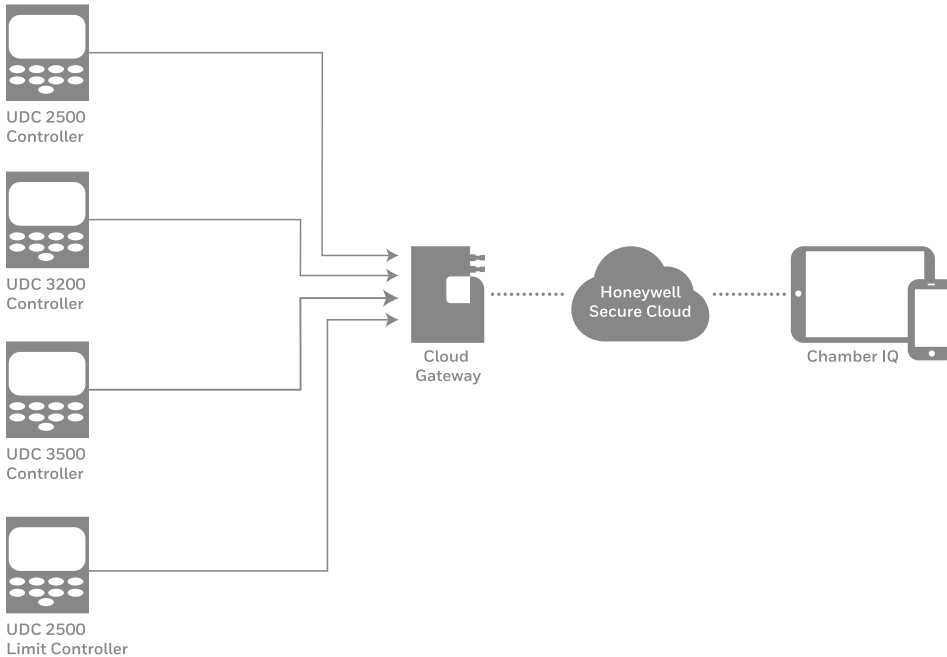 UDC 2500
Controller
UDC 3200
Controller
UDC 3500
Controller
UDC 2500
Limit Controller
Cloud
Gateway
Honeywell
Secure Cloud
Chamber IQ